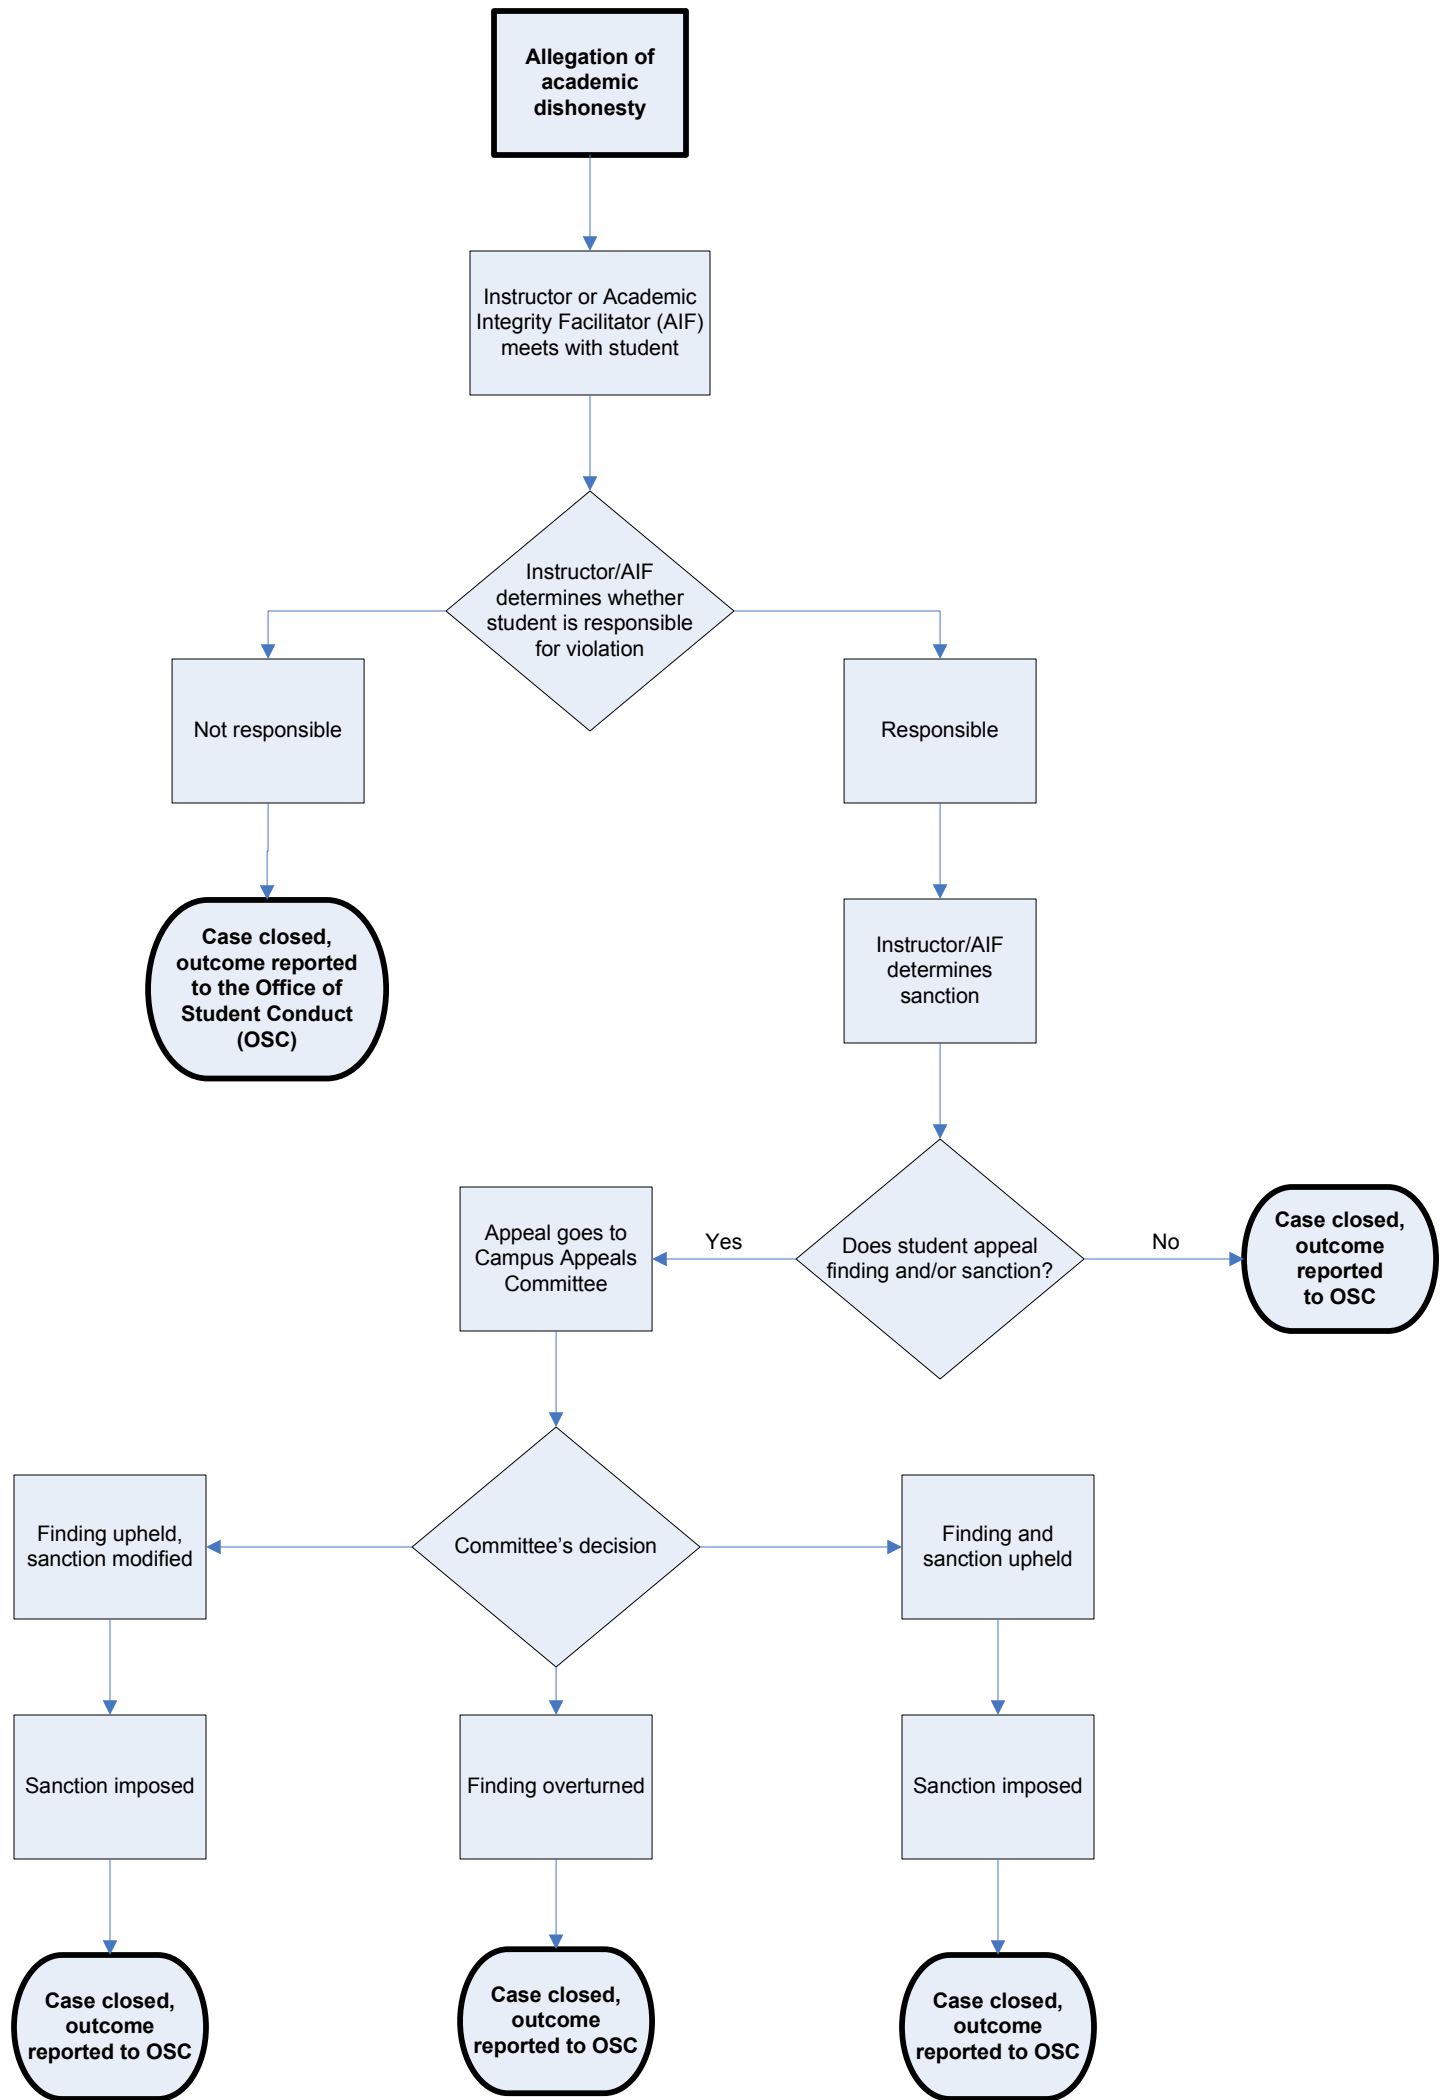 Allegation of
academic
dishonesty
Instructor or Academic
Integrity Facilitator (AIF)
meets with student
Instructor/AIF
determines whether
student is responsible
for violation
Not responsible
Responsible
Case closed,
outcome reported
to the Office of
Student Conduct
(OSC)
Instructor/AIF
determines
sanction
Appeal goes to
Campus Appeals
Committee
Yes
Does student appeal
finding and/or sanction?
No
Case closed,
outcome
reported
to OSC
Finding upheld,
sanction modified
Committee’s decision
Finding and
sanction upheld
Sanction imposed
Finding overturned
Sanction imposed
Case closed,
outcome
reported to OSC
Case closed,
outcome
reported to OSC
Case closed,
outcome
reported to OSC